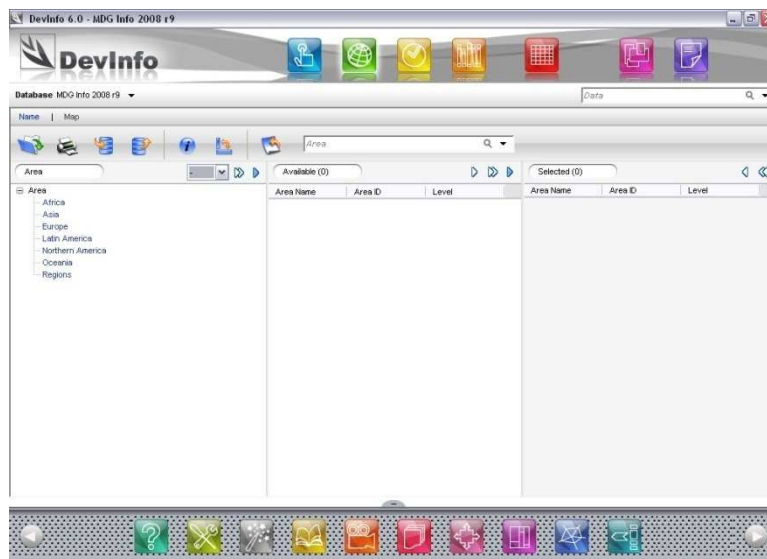 DevInfo 6.0 - MDG Info 2008 r9
DevInfo
Database MDG Info 2008 r9
Data
Name | Map
Area
Area
Available (0)
Selected (0)
Area Name Area ID Level
Area Name Area ID Level
Area
Africa
Asia
Europe
Latin America
Northern America
Oceania
Regions